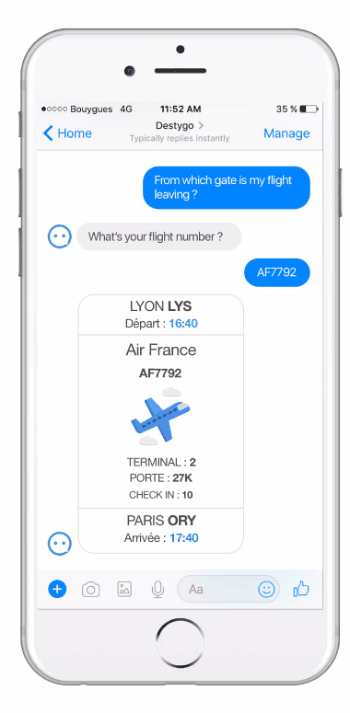 ●○○○○ Bouygues 4G 11:52 AM 35 %
Home Destygo > Manage
Typically replies instantly
From which gate is my flight
leaving ?
What's your flight number ?
AF7792
LYON LYS
Départ : 16:40
Air France
AF7792
TERMINAL : 2
PORTE : 27K
CHECK IN : 10
PARIS ORY
Arrivée : 17:40
Aa